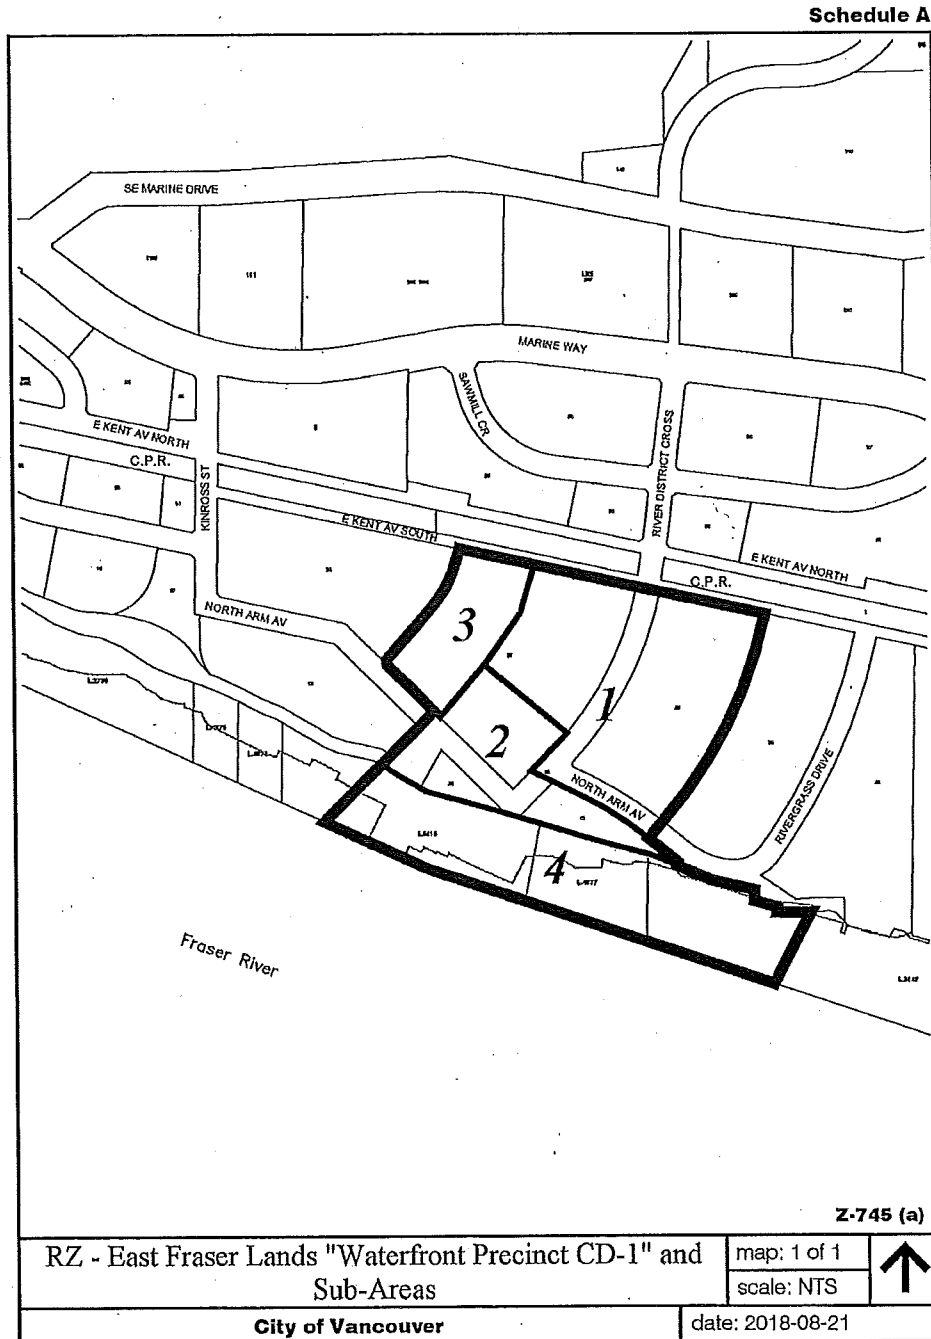 Schedule A
SE MARINE DRIVE
MARINE WAY
SAWMILL CR
E KENT AV NORTH
C.P.R.
KINROSS ST
RIVER DISTRICT CROSS
E KENT AV SOUTH
E KENT AV NORTH
C.P.R.
NORTH ARM AV
3
1
2
NORTH ARM AV
RIVERGRASS DRIVE
4
Fraser River
Z-745 (a)
RZ - East Fraser Lands "Waterfront Precinct CD-1" and
Sub-Areas
map: 1 of 1
scale: NTS
City of Vancouver
date: 2018-08-21